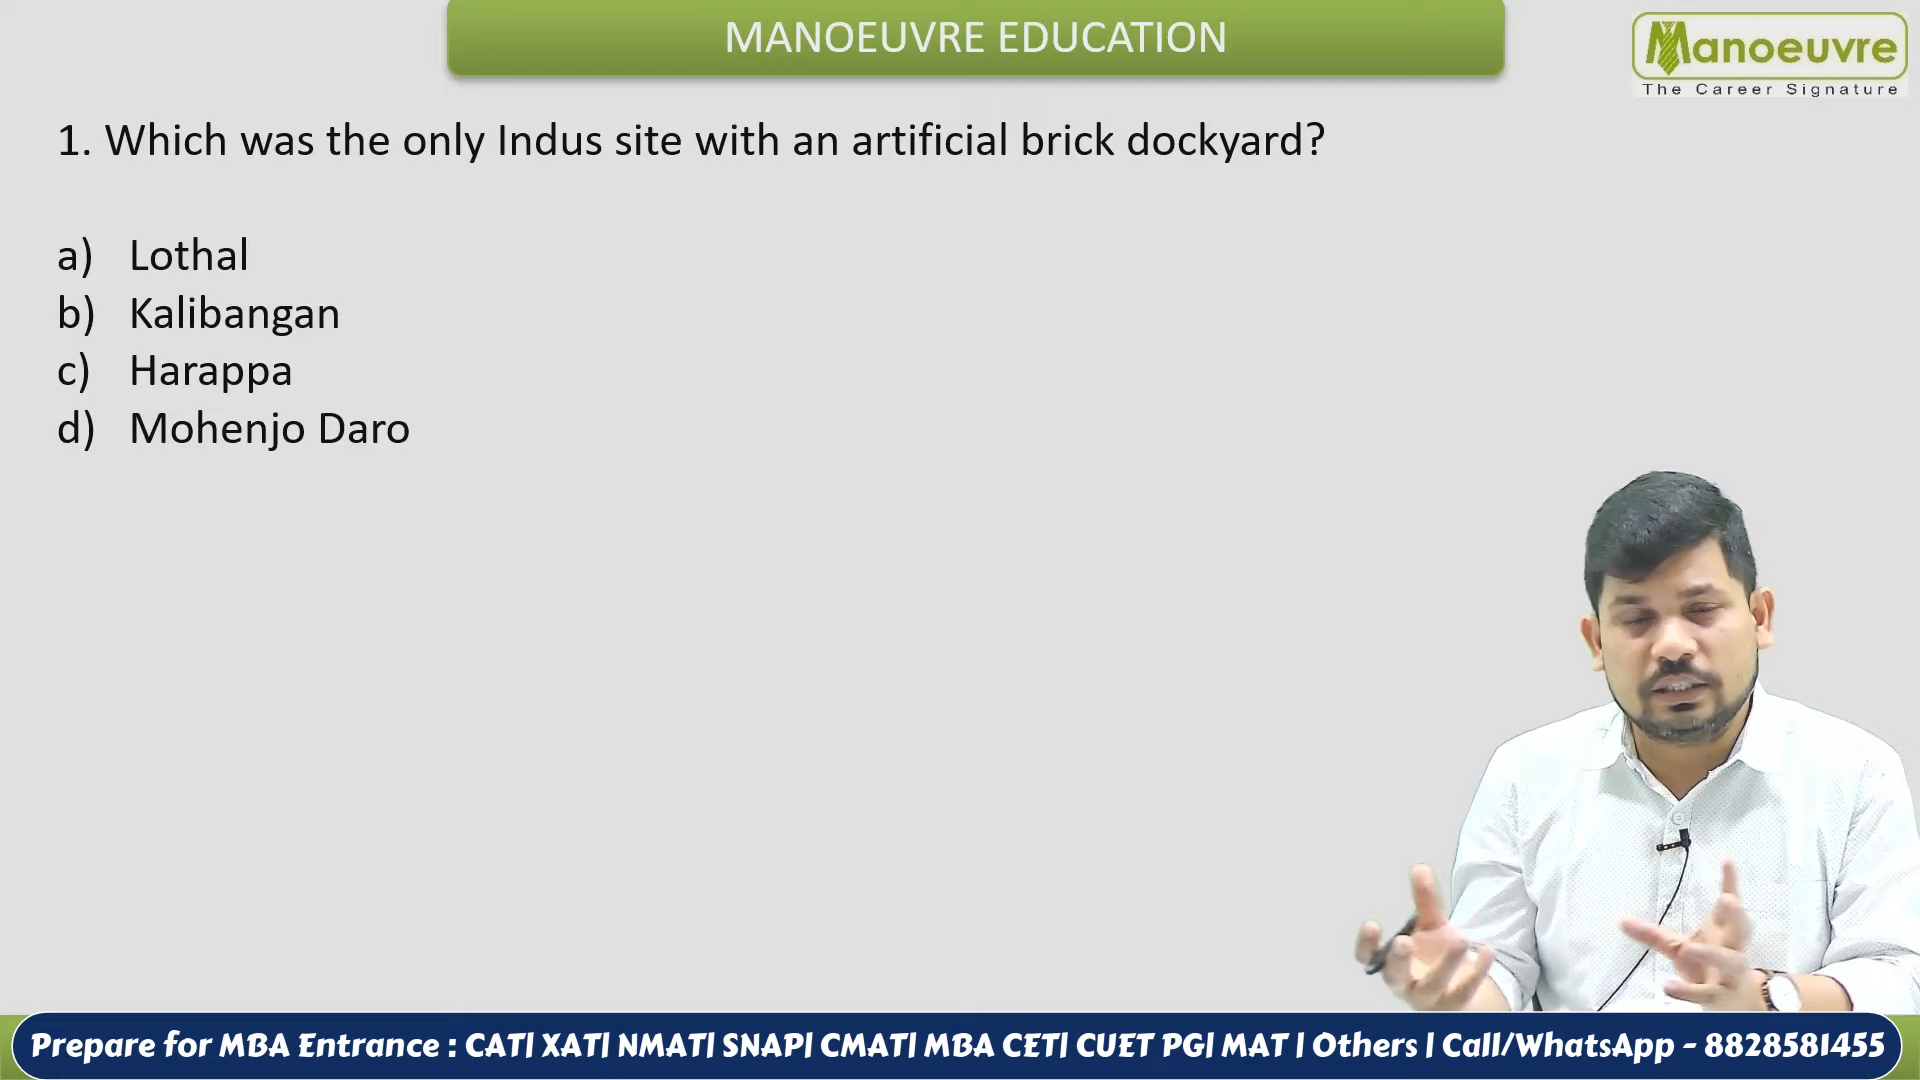 MANOEUVRE EDUCATION
Manoeuvre
The Career Signature
1. Which was the only Indus site with an artificial brick dockyard?
a) Lothal
b) Kalibangan
c) Harappa
d) Mohenjo Daro
Prepare for MBA Entrance : CAT| XAT| NMAT| SNAP| CMAT| MBA CET| CUET PG| MAT | Others | Call/WhatsApp - 8828581455